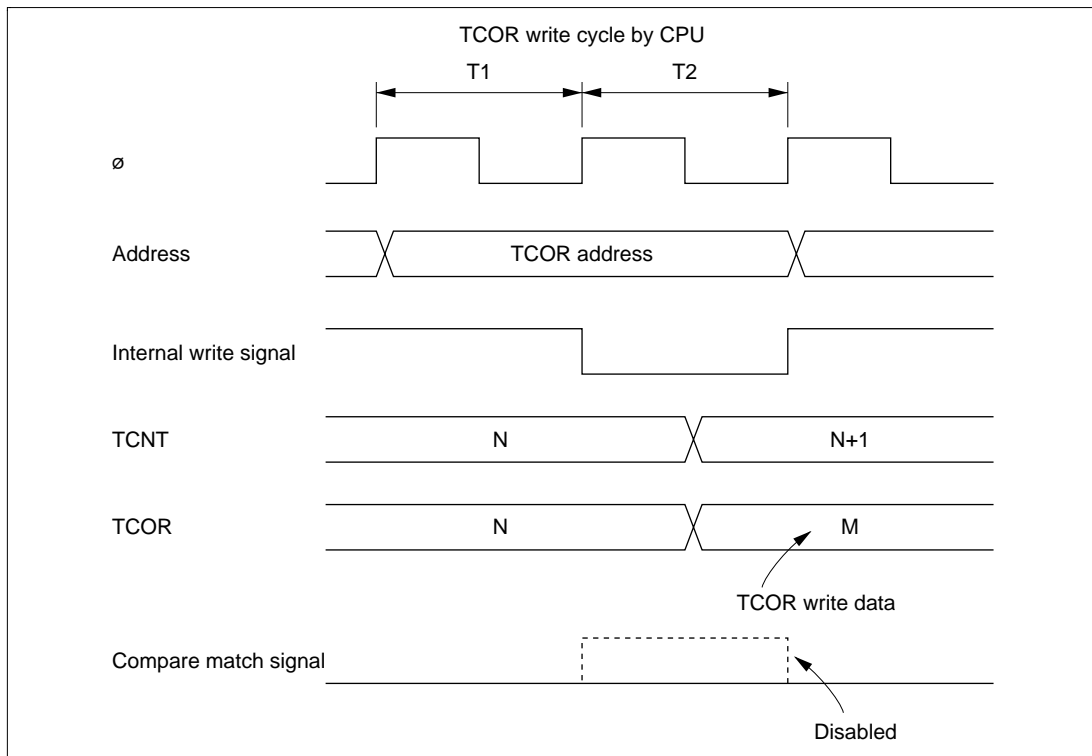 TCOR write cycle by CPU
T1 T2
ø
Address TCOR address
Internal write signal
TCNT N N+1
TCOR N M
TCOR write data
Compare match signal
Disabled